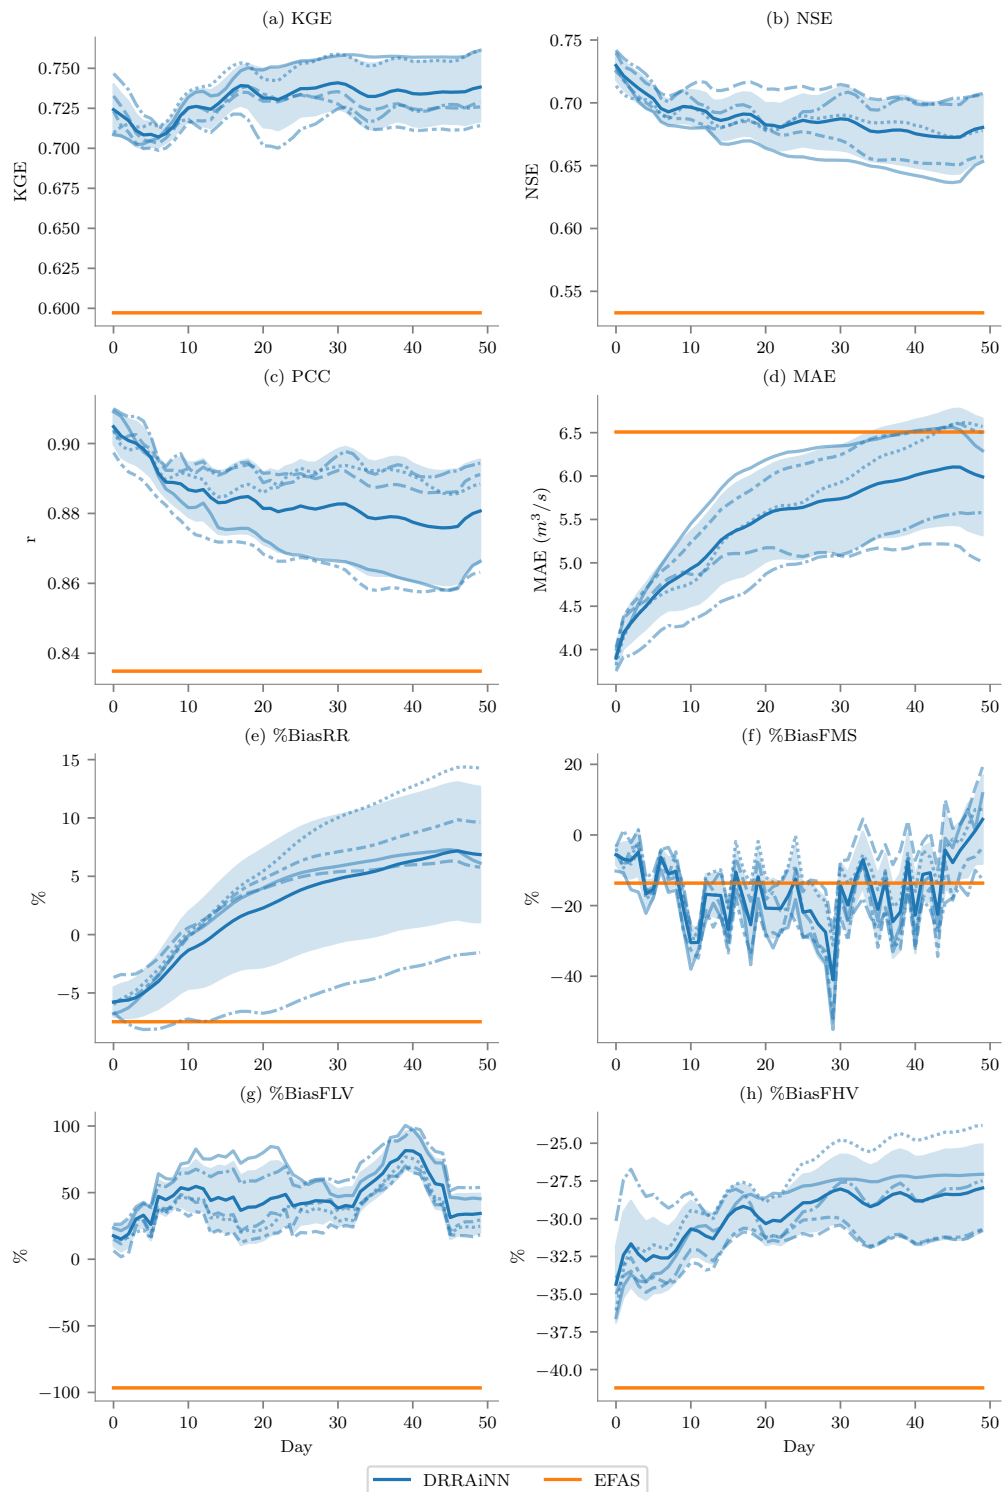 (a) KGE
KGE
0.750
0.725
0.700
0.675
0.650
0.625
0.600
0 10 20 30 40 50
(b) NSE
NSE
0.75
0.70
0.65
0.60
0.55
0 10 20 30 40 50
(c) PCC
r
0.90
0.88
0.86
0.84
0 10 20 30 40 50
(d) MAE
MAE (m³/s)
6.5
6.0
5.5
5.0
4.5
4.0
0 10 20 30 40 50
(e) %BiasRR
%
15
10
5
0
−5
0 10 20 30 40 50
(f) %BiasFMS
%
20
0
−20
−40
0 10 20 30 40 50
(g) %BiasFLV
%
100
50
0
−50
−100
0 10 20 30 40 50
Day
(h) %BiasFHV
%
−25.0
−27.5
−30.0
−32.5
−35.0
−37.5
−40.0
0 10 20 30 40 50
Day
DRRAiNN EFAS